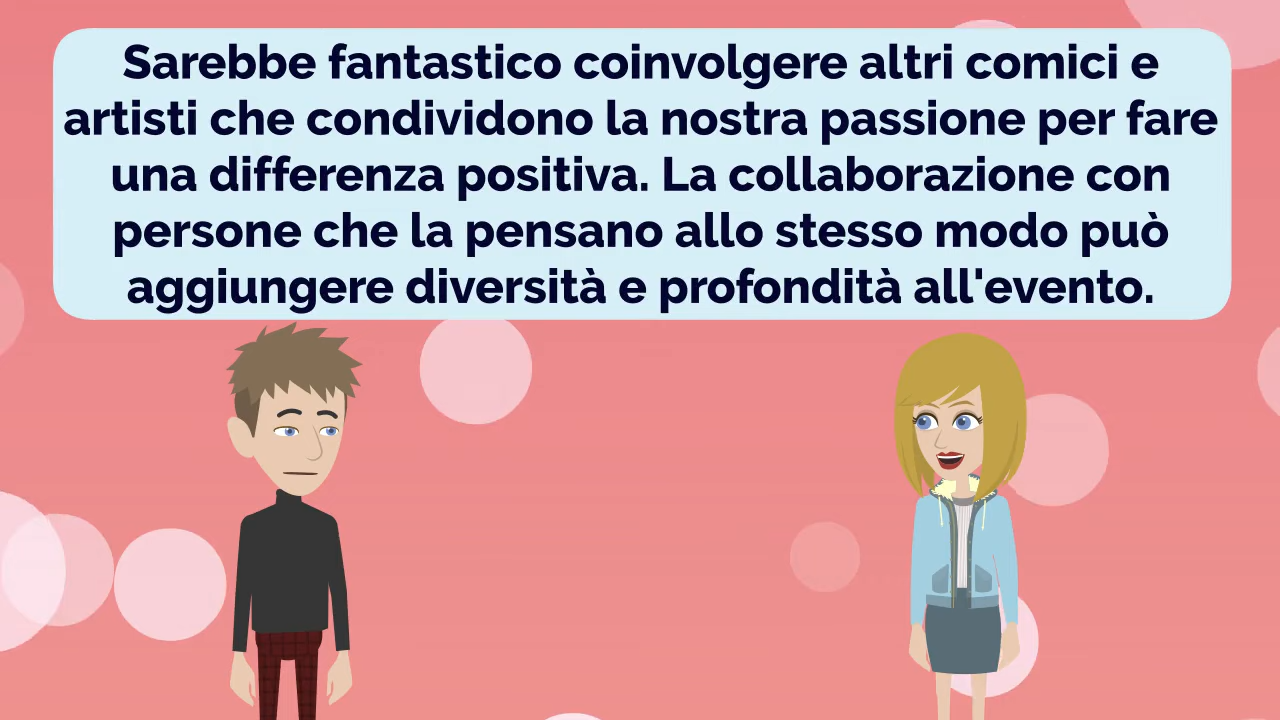 Sarebbe fantastico coinvolgere altri comici e
artisti che condividono la nostra passione per fare
una differenza positiva. La collaborazione con
persone che la pensano allo stesso modo può
aggiungere diversità e profondità all'evento.